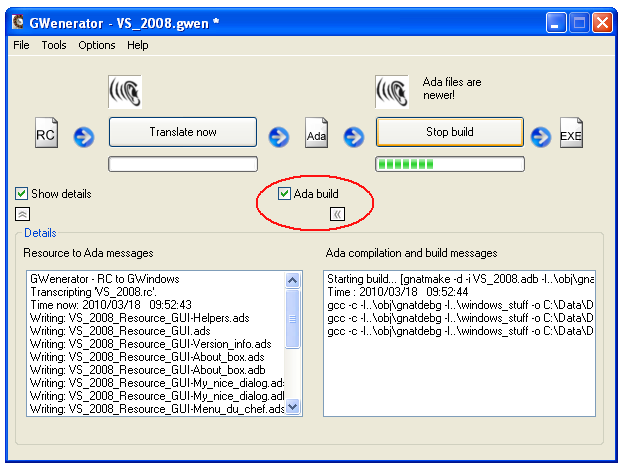 GWenerator - VS_2008.gwen *
File Tools Options Help
Ada files are
newer!
RC
Translate now
Ada
Stop build
EXE
Show details
Ada build
Details
Resource to Ada messages
Ada compilation and build messages
GWenerator - RC to GWindows
Transcripting 'VS_2008.rc'.
Time now: 2010/03/18 09:52:43
Writing: VS_2008_Resource_GUI-Helpers.ads
Writing: VS_2008_Resource_GUI.ads
Writing: VS_2008_Resource_GUI-Version_info.ads
Writing: VS_2008_Resource_GUI-About_box.ads
Writing: VS_2008_Resource_GUI-About_box.adb
Writing: VS_2008_Resource_GUI-My_nice_dialog.ads
Writing: VS_2008_Resource_GUI-My_nice_dialog.adl
Writing: VS_2008_Resource_GUI-Menu_du_chef.ads
Starting build... [gnatmake -d -i VS_2008.adb -I..\obj\gna
Time : 2010/03/18 09:52:44
gcc -c -I..\obj\gnatdebg -I..\windows_stuff -o C:\Data\D
gcc -c -I..\obj\gnatdebg -I..\windows_stuff -o C:\Data\D
gcc -c -I..\obj\gnatdebg -I..\windows_stuff -o C:\Data\D